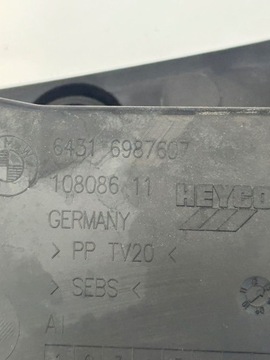 6451 6987607
108086.11
HEYCO
GERMANY
> PP TV20 <
> SEBS <